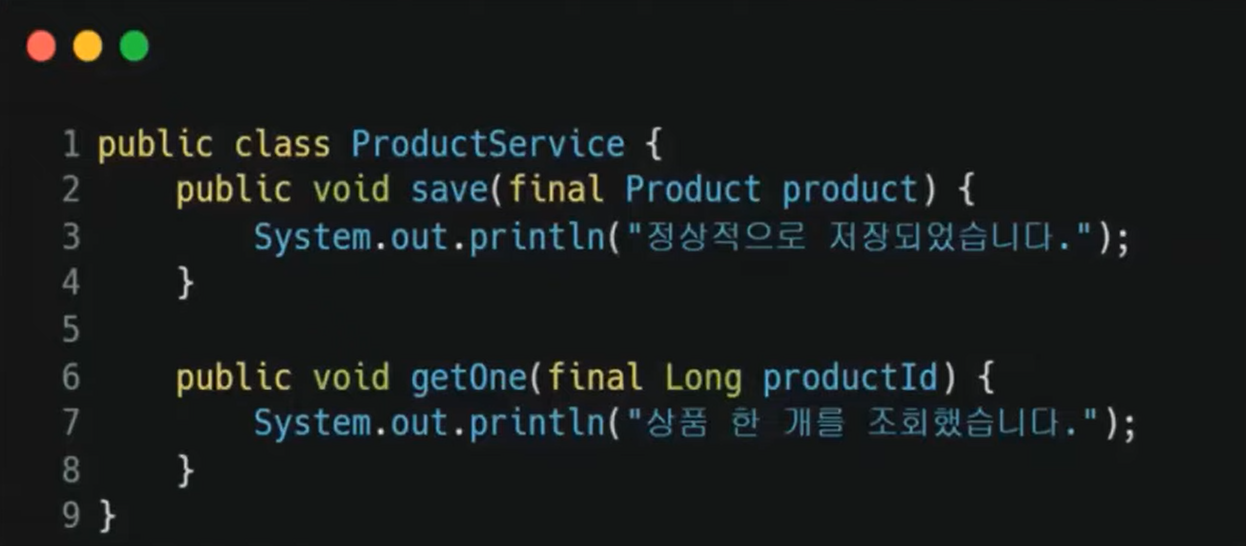 1 public class ProductService {
2     public void save(final Product product) {
3         System.out.println("정상적으로 저장되었습니다.");
4     }
5
6     public void getOne(final Long productId) {
7         System.out.println("상품 한 개를 조회했습니다.");
8     }
9 }